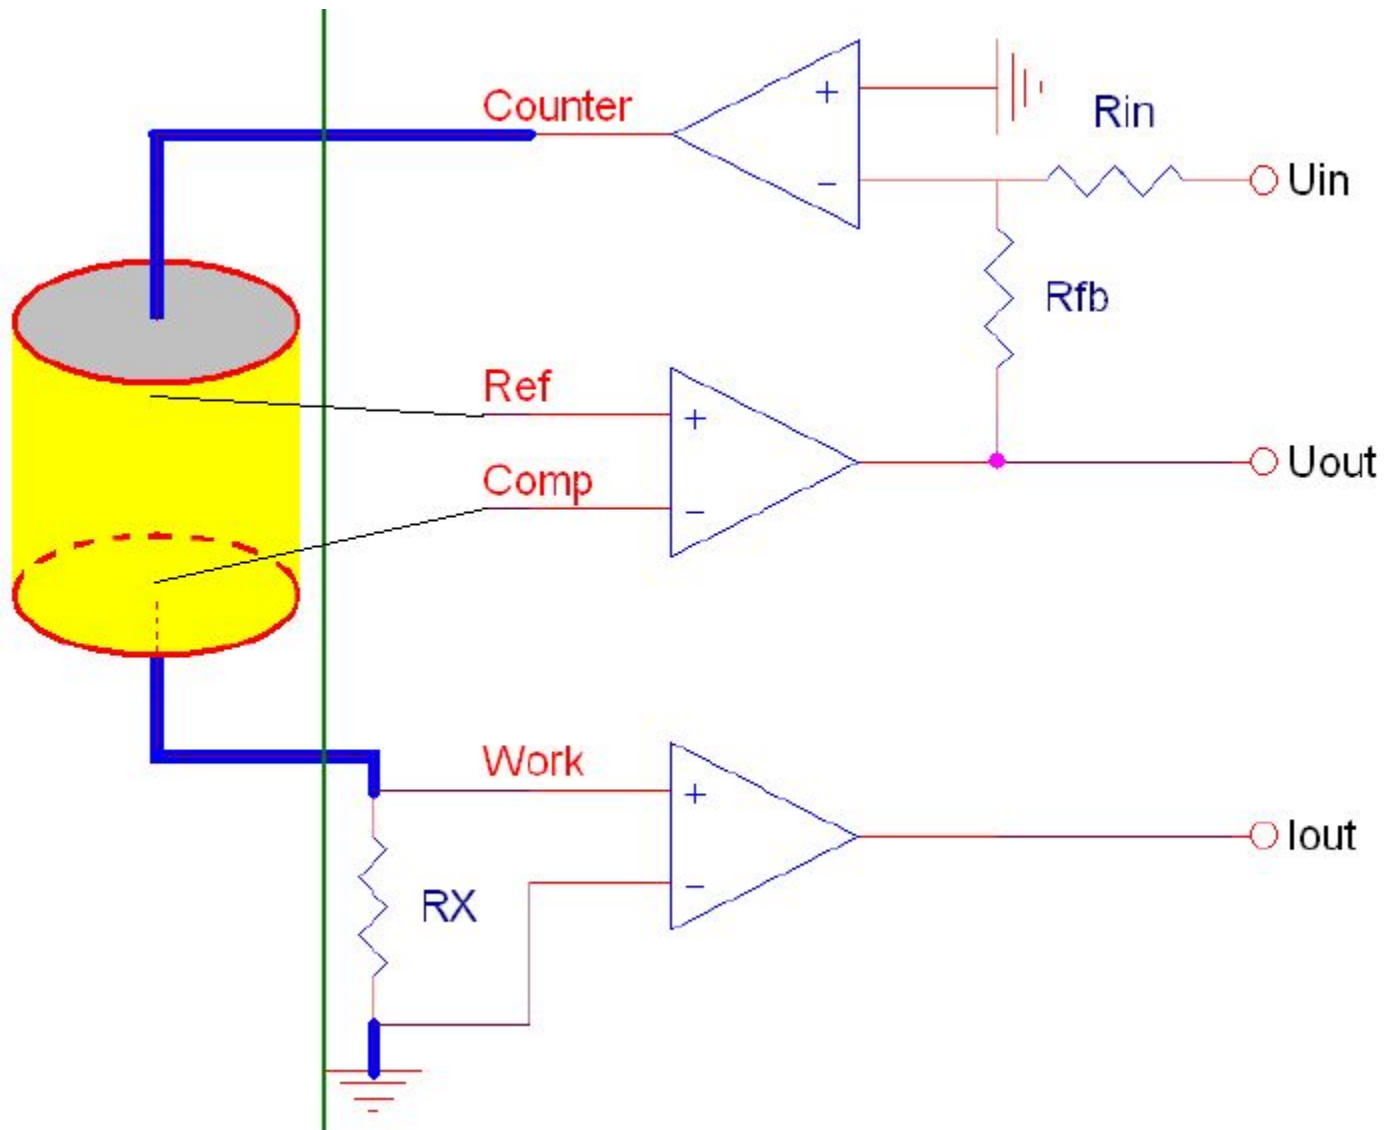 Counter
+
Rin
−
Uin
Rfb
Ref
+
Uout
Comp
−
Work
+
Iout
−
RX